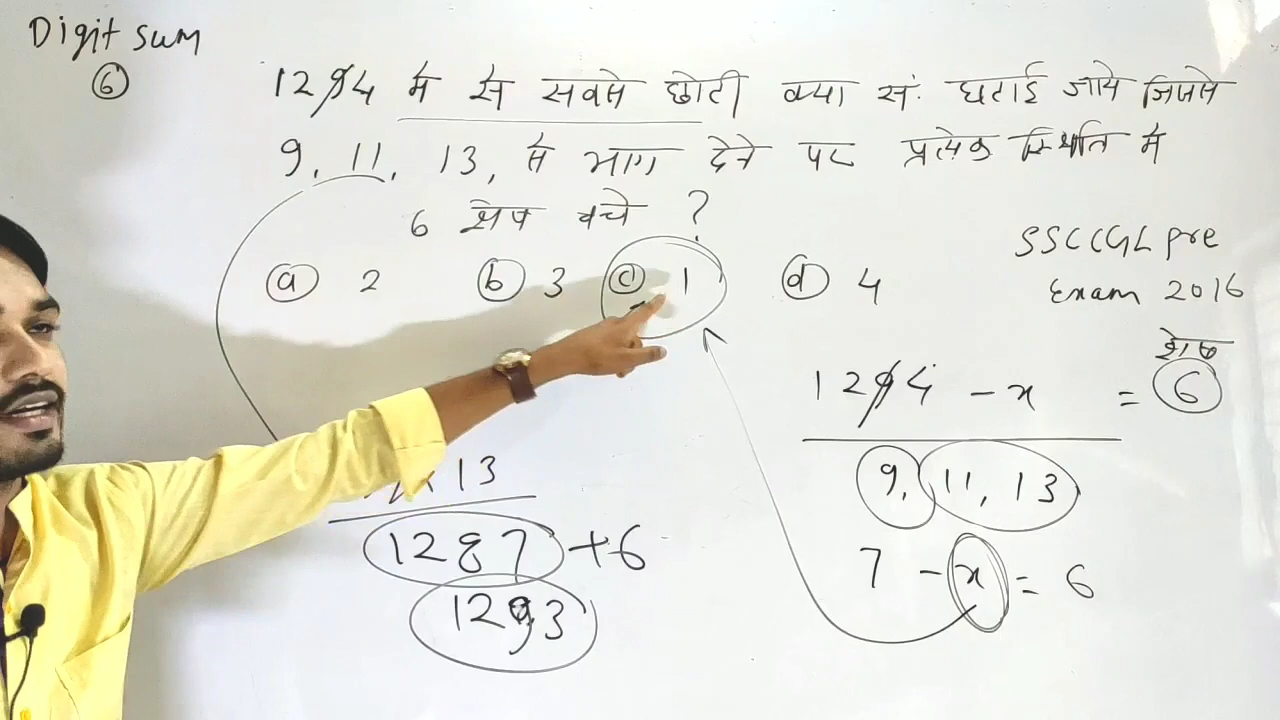 Digit sum
⑥
1294 में से सबसे छोटी क्या सं. घटाई जाये जिससे
9, 11, 13, से भाग देने पर प्रत्येक स्थिति में
6 शेष बचे ?
ⓐ 2 ⓑ 3 ⓒ 1 ⓓ 4
SSC CGL pre
Exam 2016
शेष
1294 - x = 6
9, 11, 13
7 - x = 6
13
1287 + 6
1293